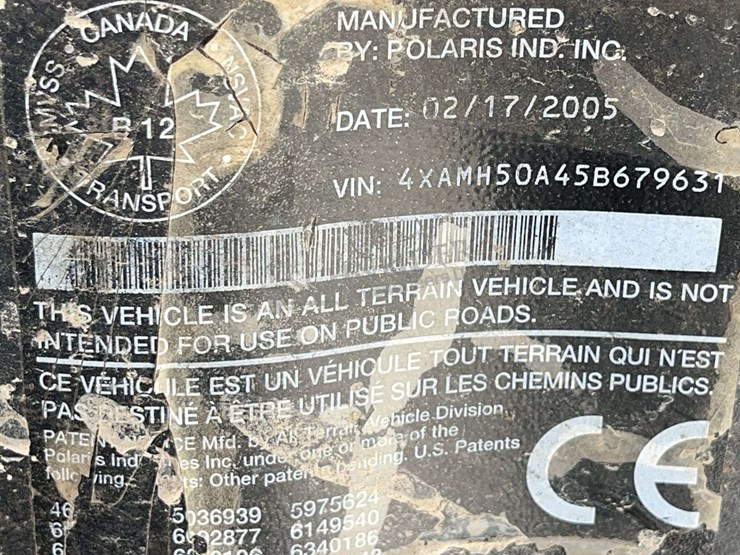 CANADA
TRANSPORT
B 12
MANUFACTURED
BY: POLARIS IND. INC.
DATE: 02/17/2005
VIN: 4XAMH50A45B679631
THIS VEHICLE IS AN ALL TERRAIN VEHICLE AND IS NOT
INTENDED FOR USE ON PUBLIC ROADS.
CE VÉHICULE EST UN VÉHICULE TOUT TERRAIN QUI N'EST
PAS DESTINÉ À ÊTRE UTILISÉ SUR LES CHEMINS PUBLICS.
CE Mfd. by All Terrain Vehicle Division,
Polaris Industries Inc. under one or more of the
following: Other patents pending. U.S. Patents
5036939 5975624
6149540
6340186